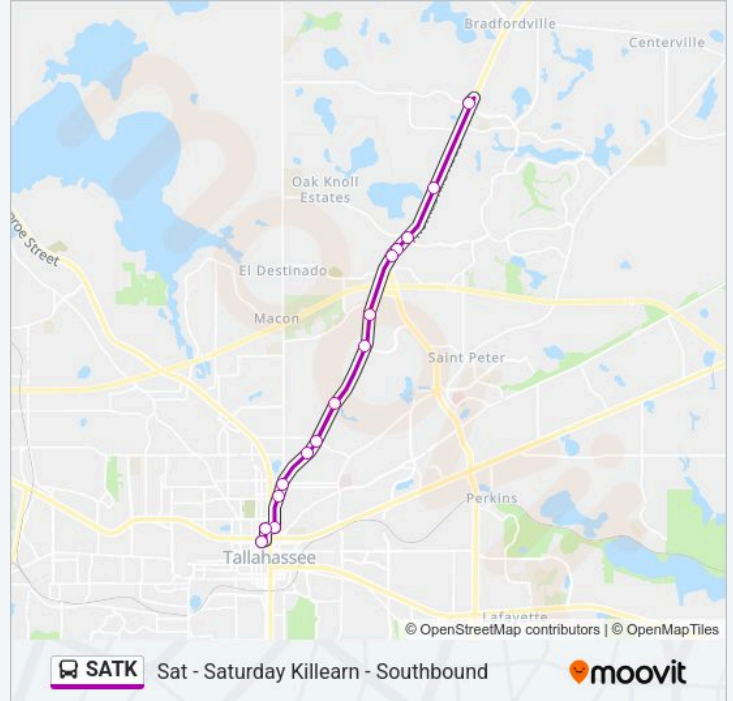 Bradfordville
Centerville
Oak Knoll
Estates
roe Street
El Destinado
Macon
Saint Peter
Perkins
Tallahassee
Lafayette
© OpenStreetMap contributors | © OpenMapTiles
SATK Sat - Saturday Killearn - Southbound moovit